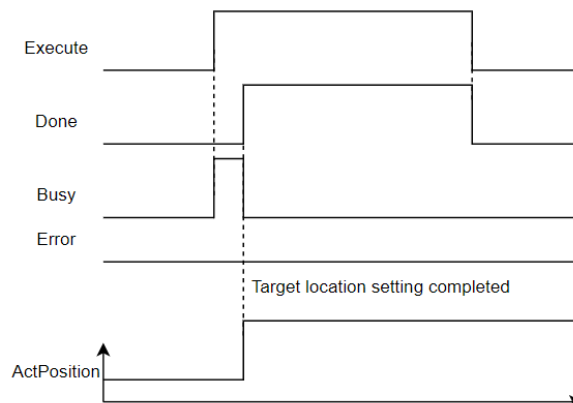 Execute
Done
Busy
Error
Target location setting completed
ActPosition